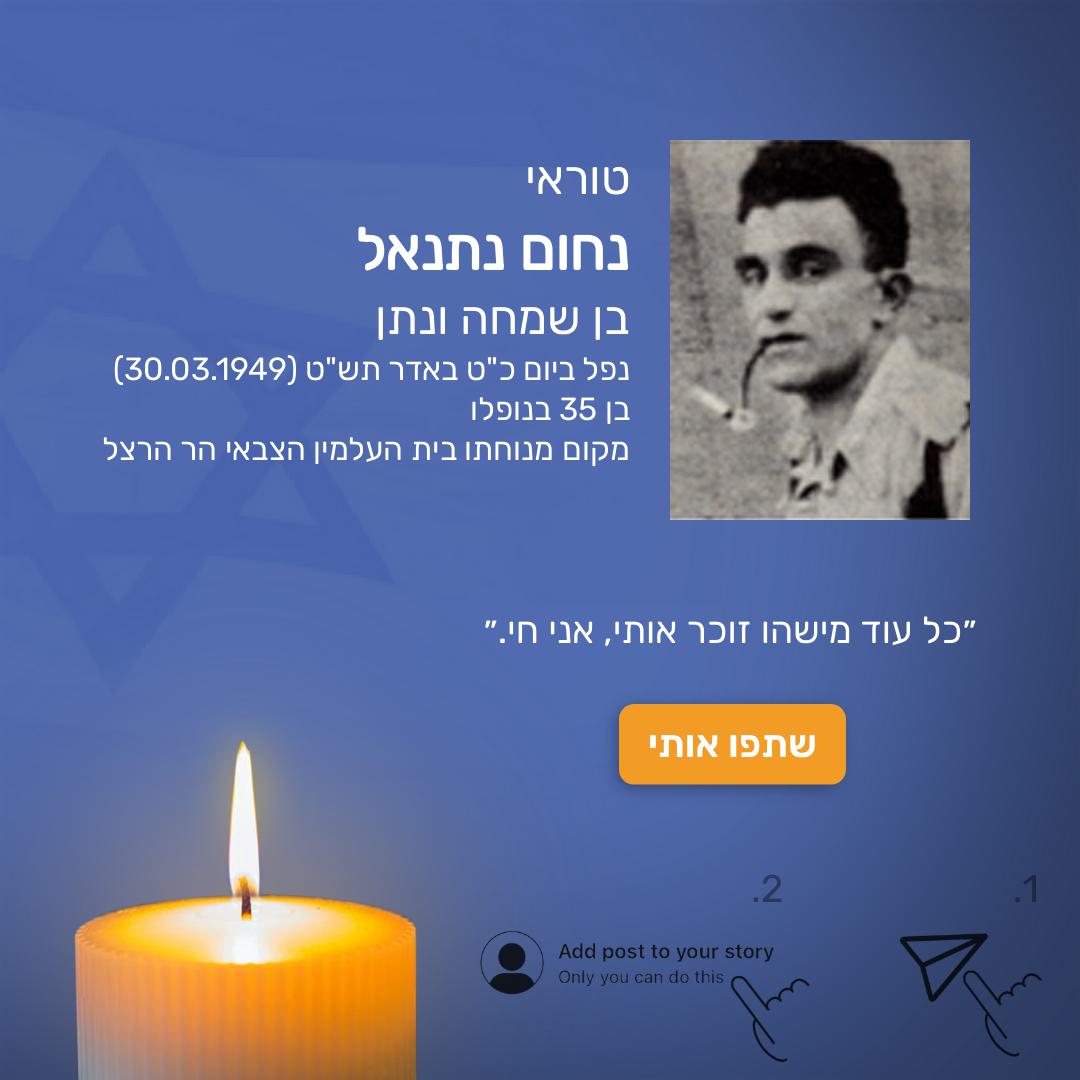 טוראי
נחום נתנאל
בן שמחה ונתן
נפל ביום כ"ט באדר תש"ט (30.03.1949)
בן 35 בנופלו
מקום מנוחתו בית העלמין הצבאי הר הרצל
״כל עוד מישהו זוכר אותי, אני חי.״
שתפו אותי
.1
.2
Add post to your story
Only you can do this